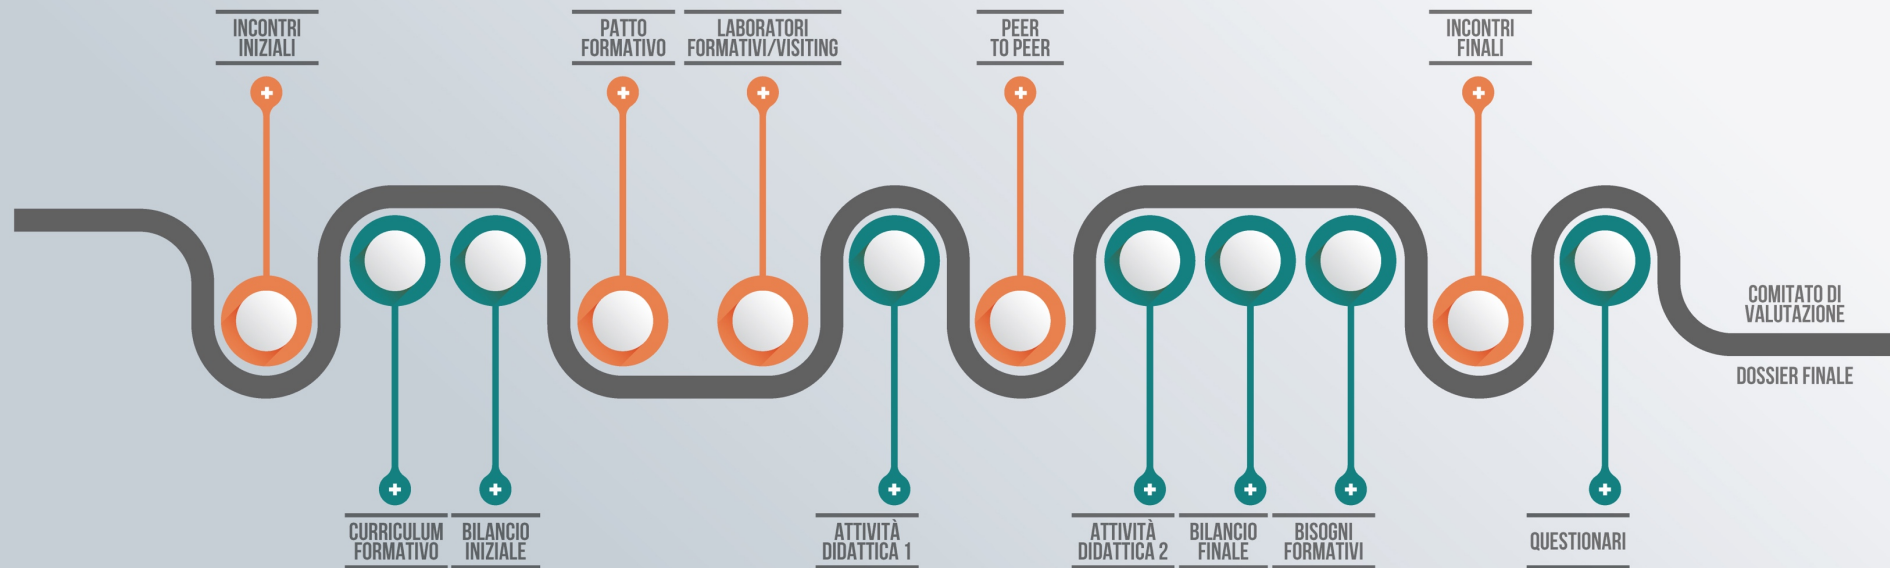 INCONTRI
INIZIALI
PATTO
FORMATIVO
LABORATORI
FORMATIVI/VISITING
PEER
TO PEER
INCONTRI
FINALI
COMITATO DI
VALUTAZIONE
DOSSIER FINALE
CURRICULUM
FORMATIVO
BILANCIO
INIZIALE
ATTIVITÀ
DIDATTICA 1
ATTIVITÀ
DIDATTICA 2
BILANCIO
FINALE
BISOGNI
FORMATIVI
QUESTIONARI